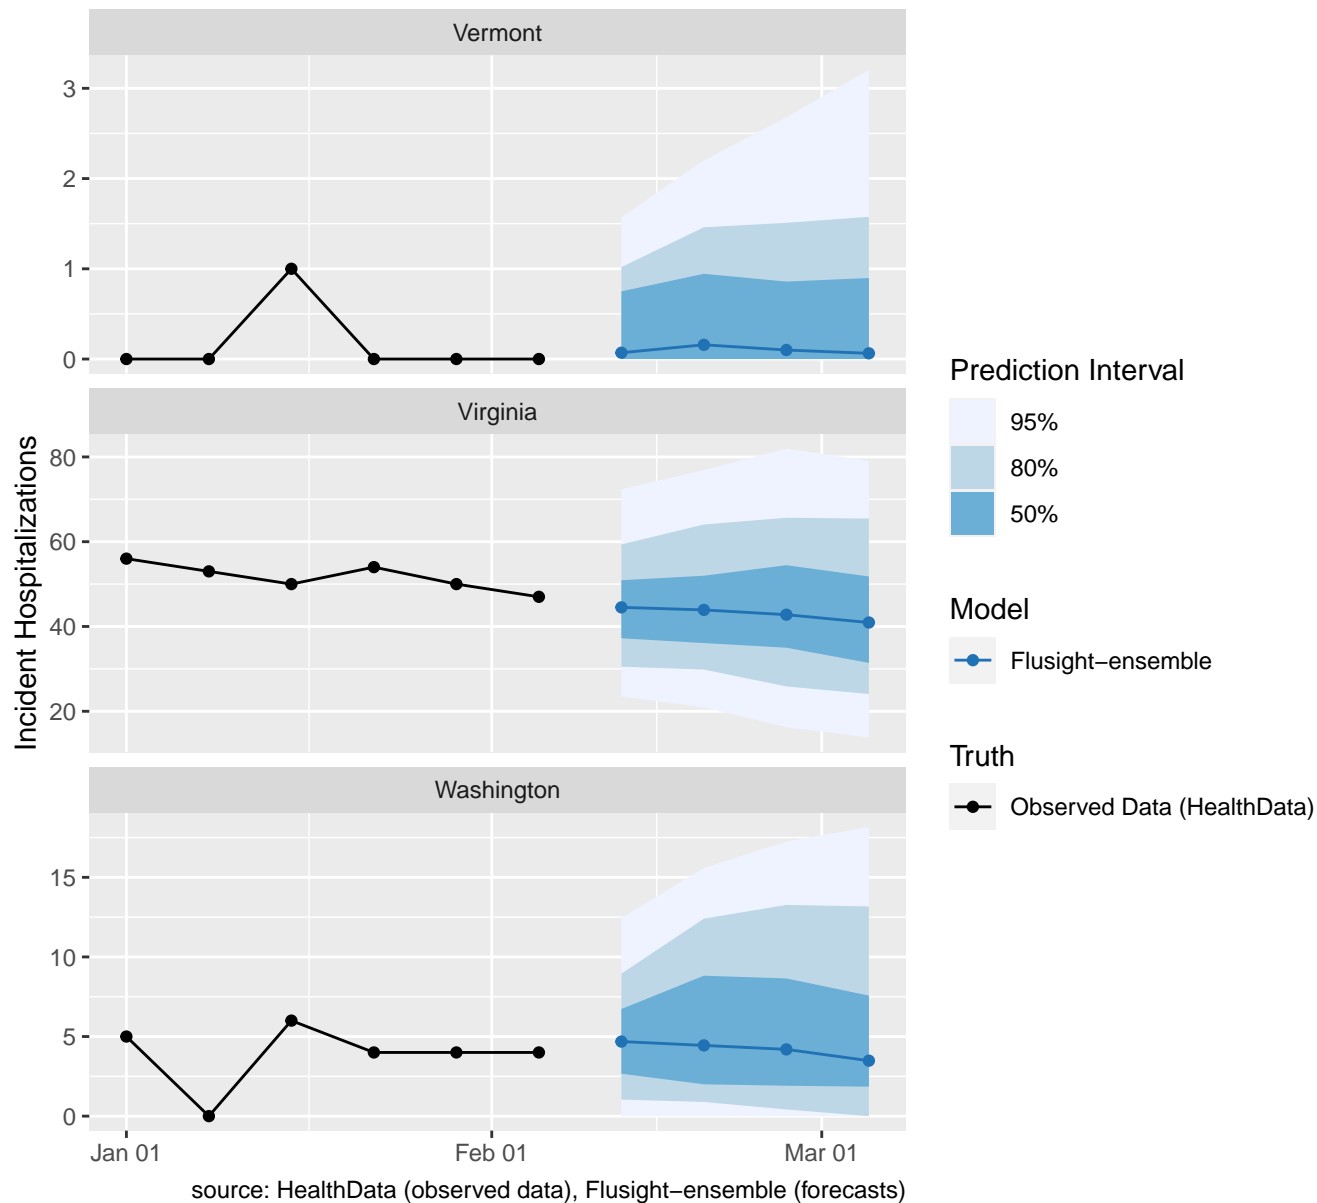 Vermont
3
2
1
0
Virginia
80
60
40
20
Washington
15
10
5
0
Jan 01
Feb 01
Mar 01
Incident Hospitalizations
source: HealthData (observed data), Flusight−ensemble (forecasts)
Prediction Interval
95%
80%
50%
Model
Flusight−ensemble
Truth
Observed Data (HealthData)